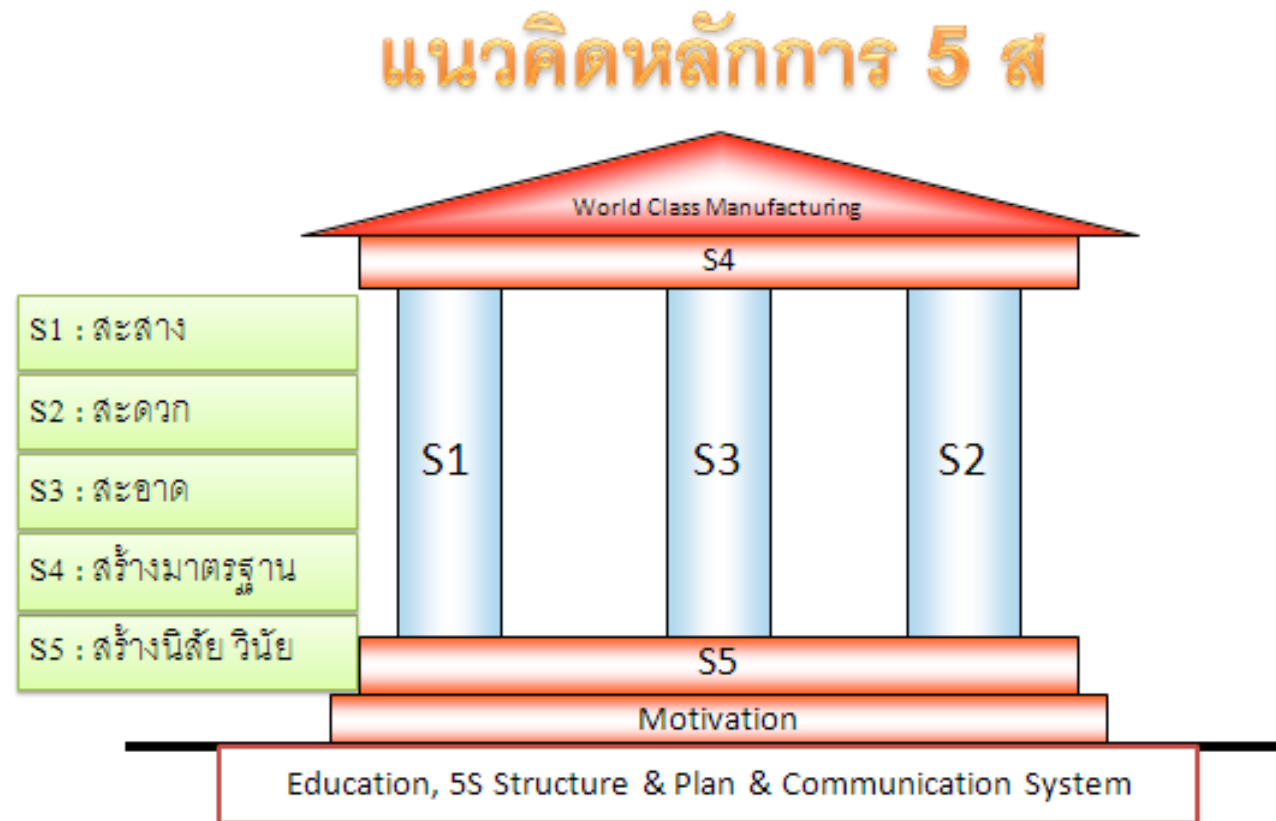 แนวคิดหลักการ 5 ส
World Class Manufacturing
S4
S1 : สะสาง
S2 : สะดวก
S3 : สะอาด
S4 : สร้างมาตรฐาน
S5 : สร้างนิสัย วินัย
S1
S3
S2
S5
Motivation
Education, 5S Structure & Plan & Communication System